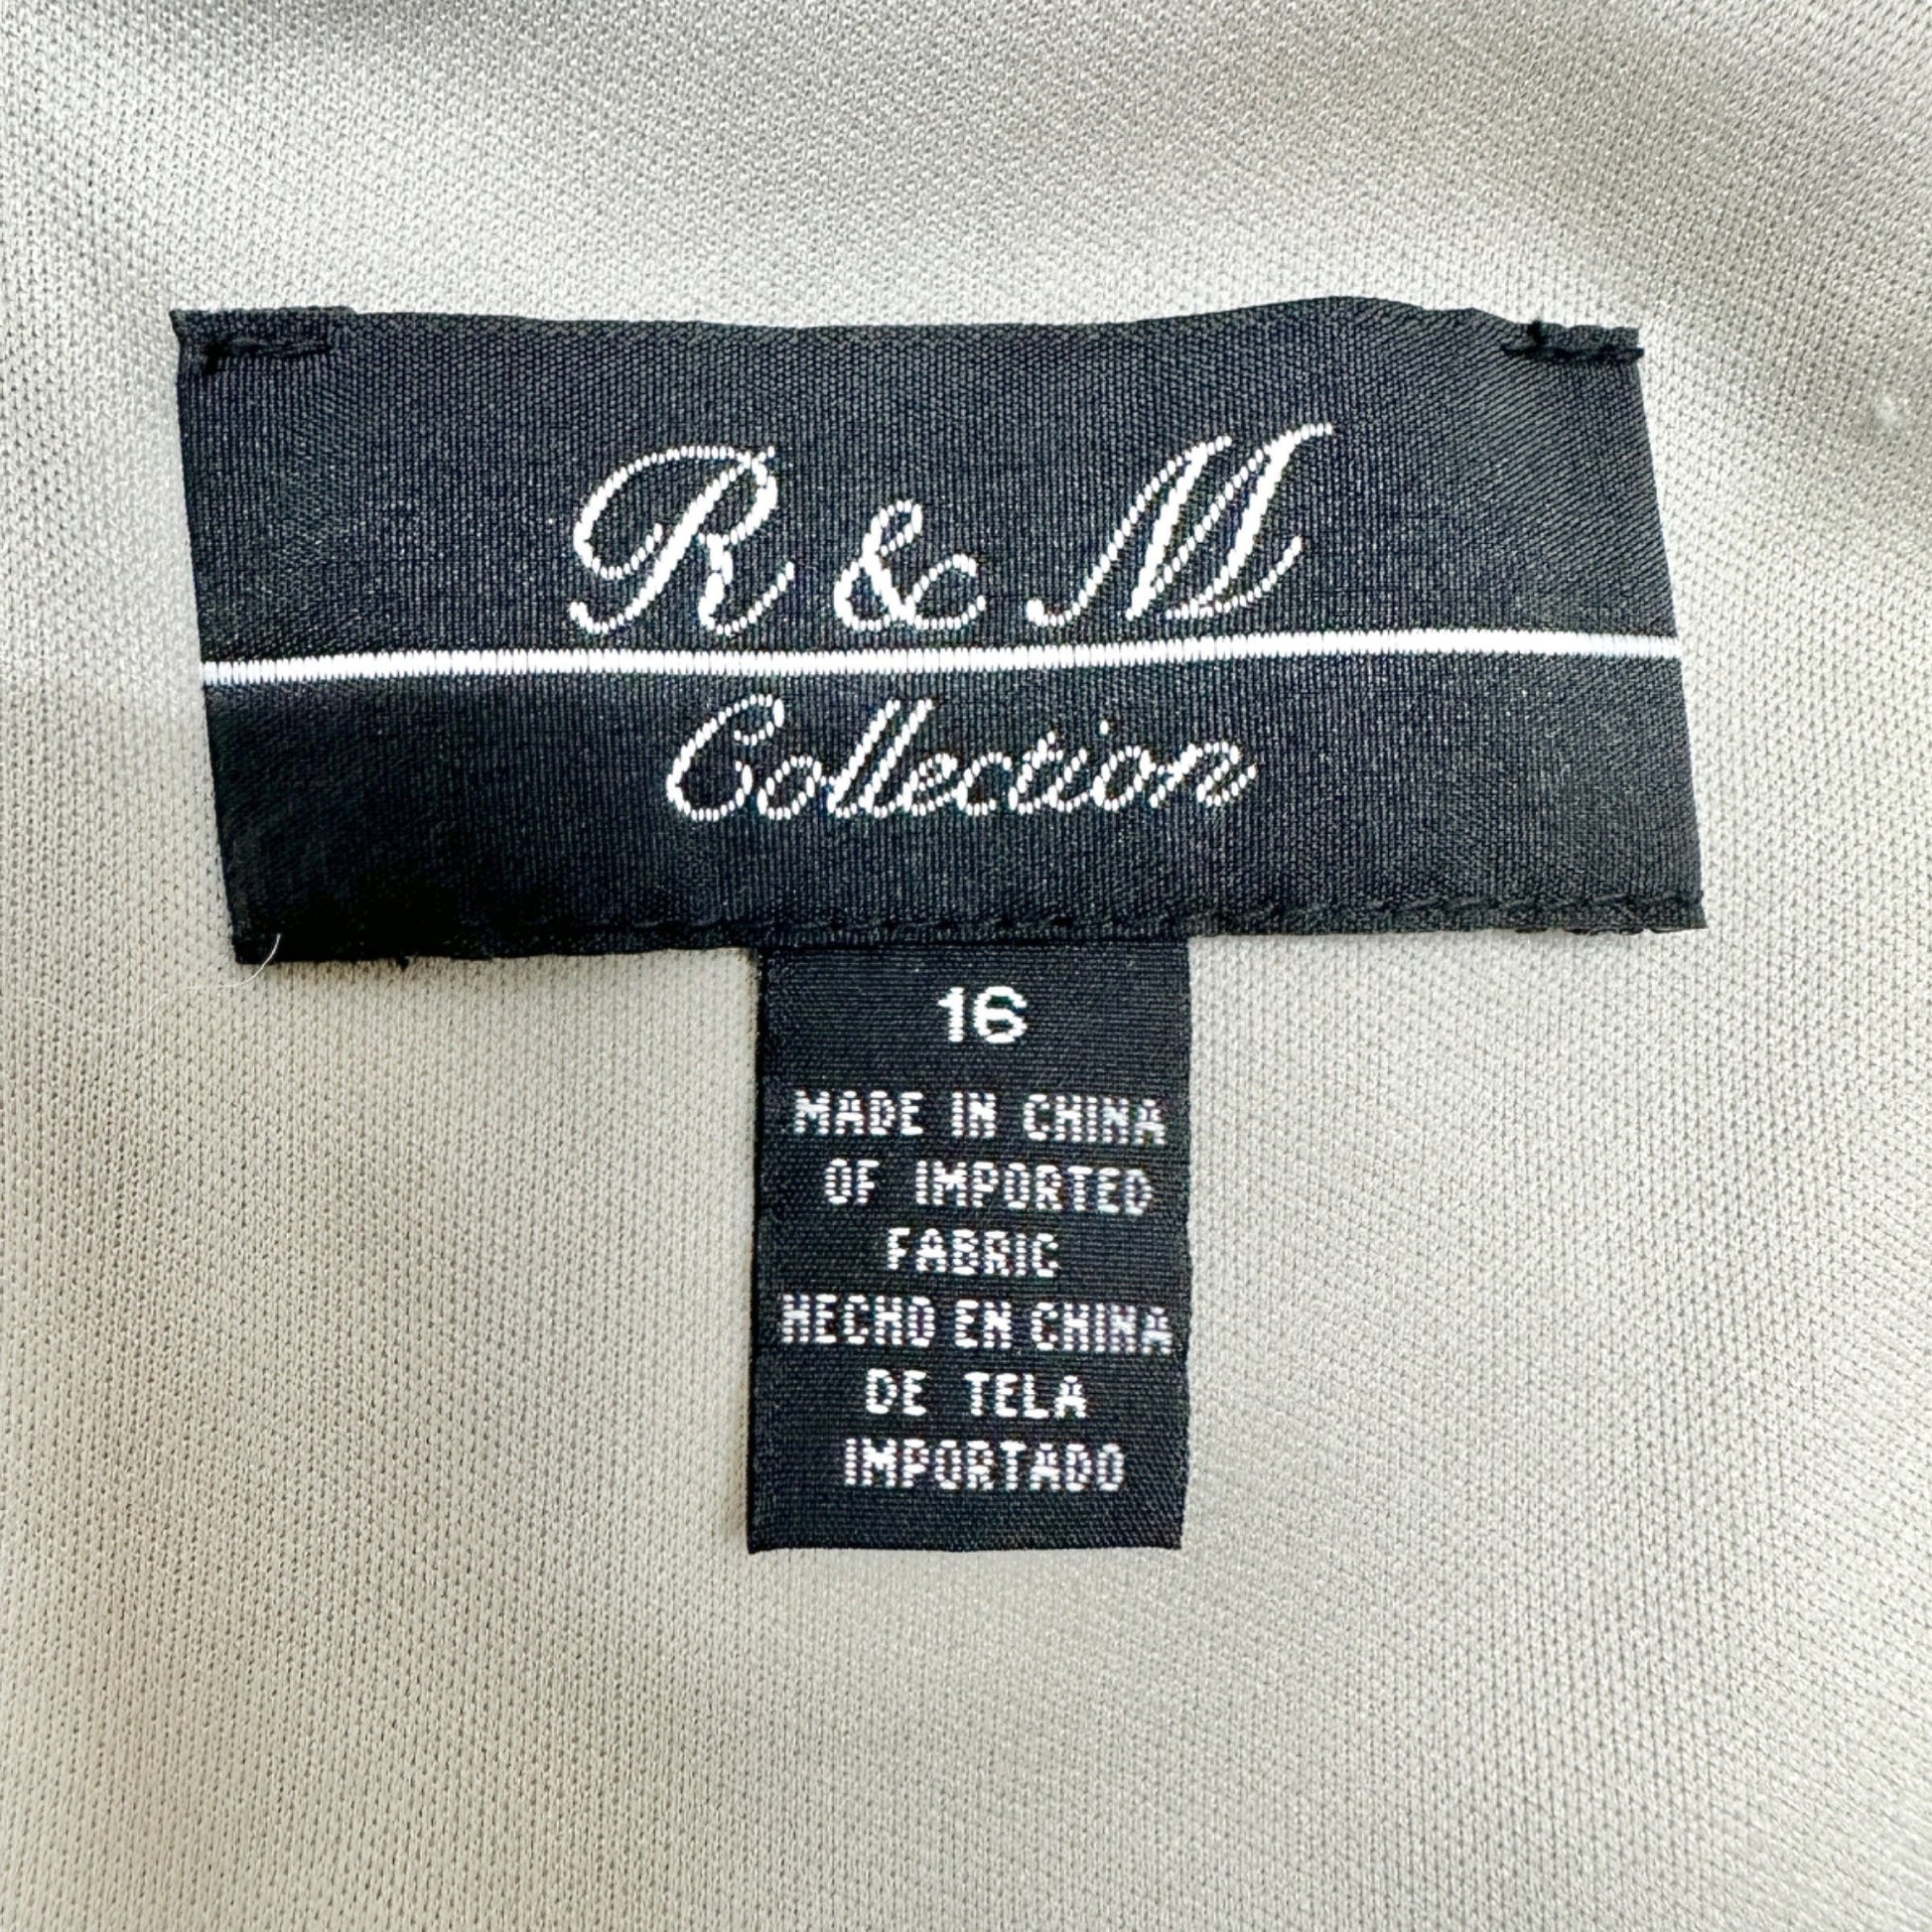 R & M
Collection
16
MADE IN CHINA
OF IMPORTED
FABRIC
HECHO EN CHINA
DE TELA
IMPORTADO